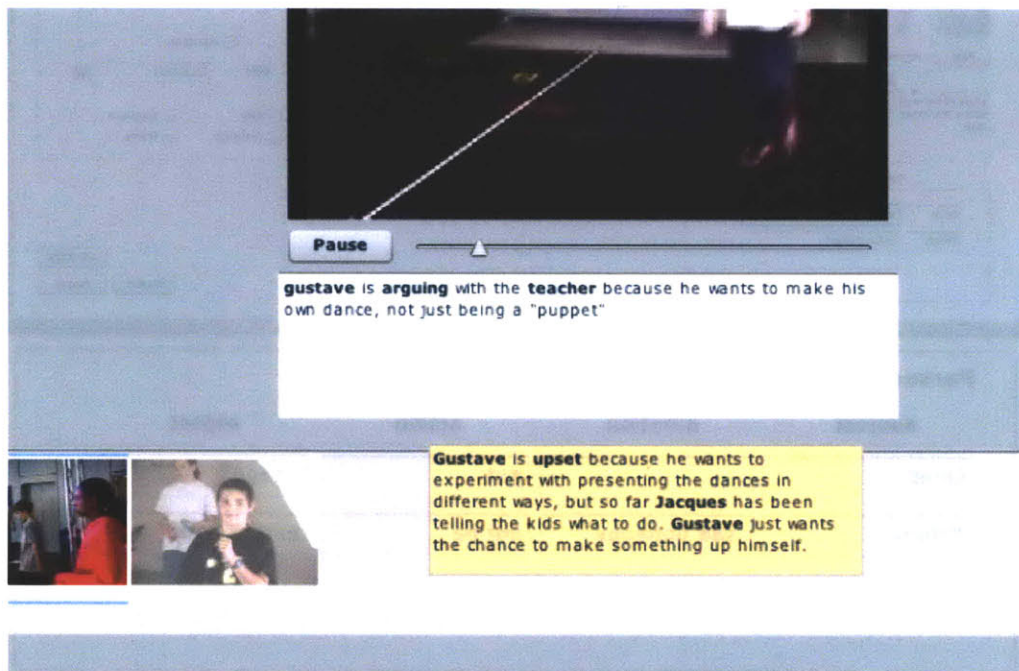 Pause
gustave is arguing with the teacher because he wants to make his
own dance, not just being a "puppet"
Gustave is upset because he wants to
experiment with presenting the dances in
different ways, but so far Jacques has been
telling the kids what to do. Gustave just wants
the chance to make something up himself.